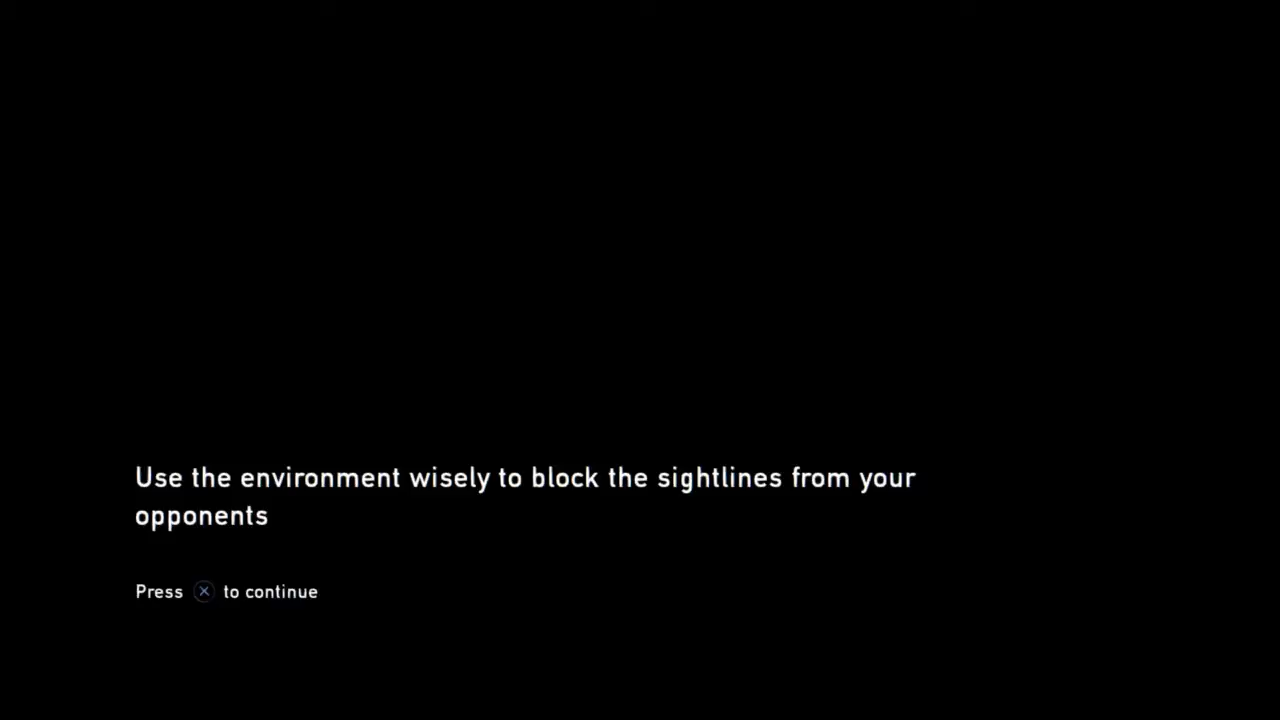 Use the environment wisely to block the sightlines from your
opponents
Press ⓧ to continue